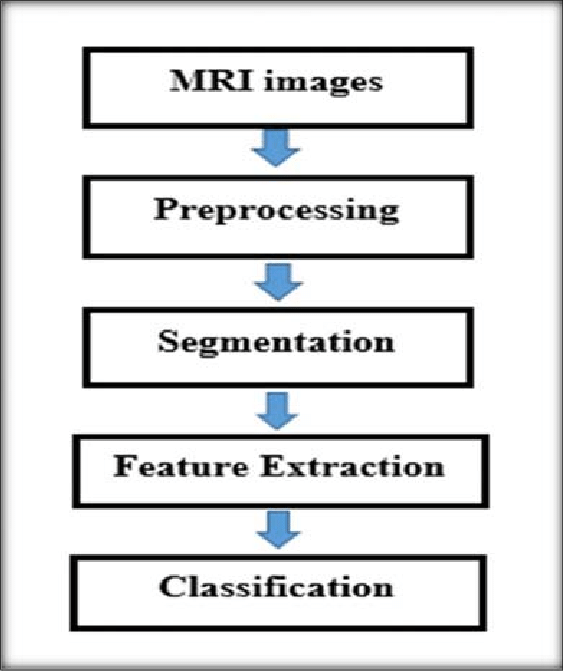 MRI images
Preprocessing
Segmentation
Feature Extraction
Classification